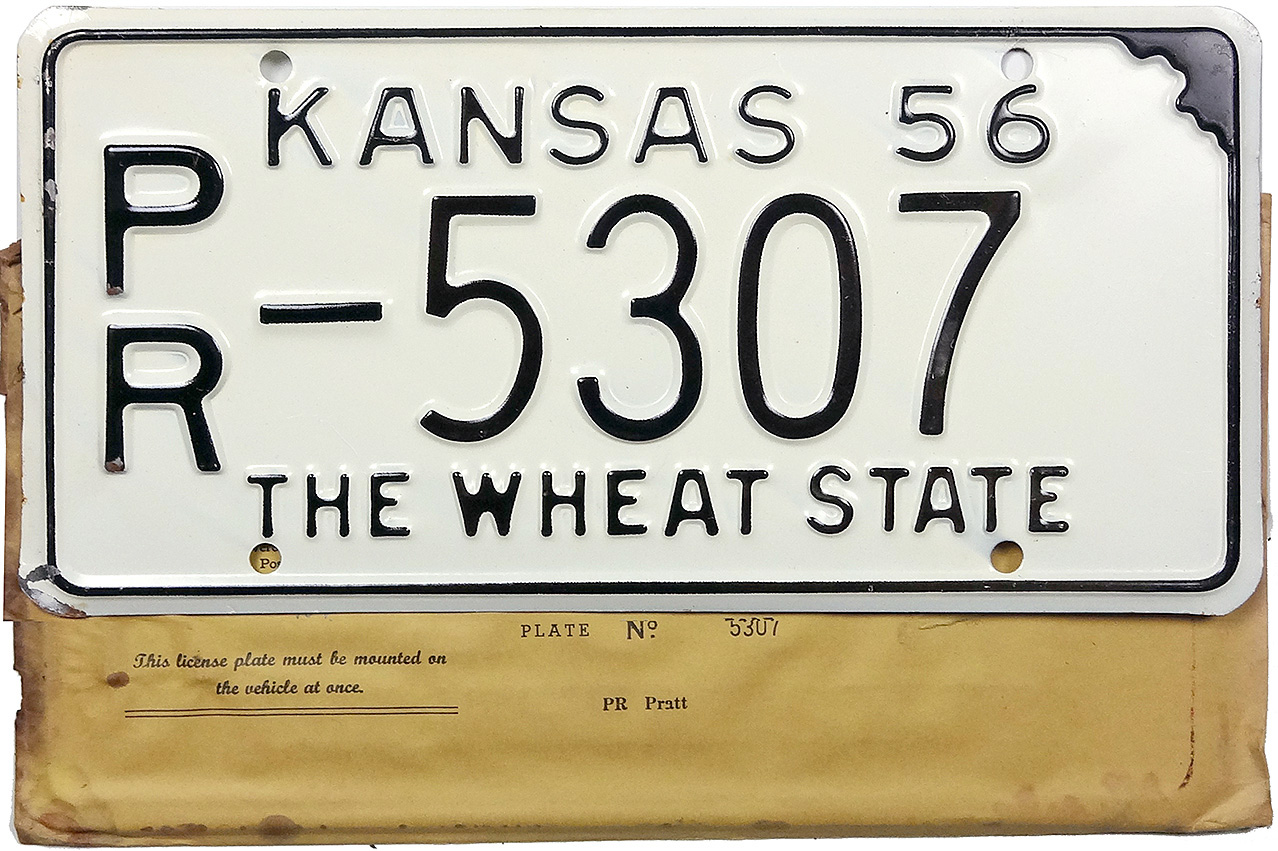 KANSAS 56
PR
-5307
THE WHEAT STATE
PLATE Nº 5307
This license plate must be mounted on
the vehicle at once.
PR Pratt